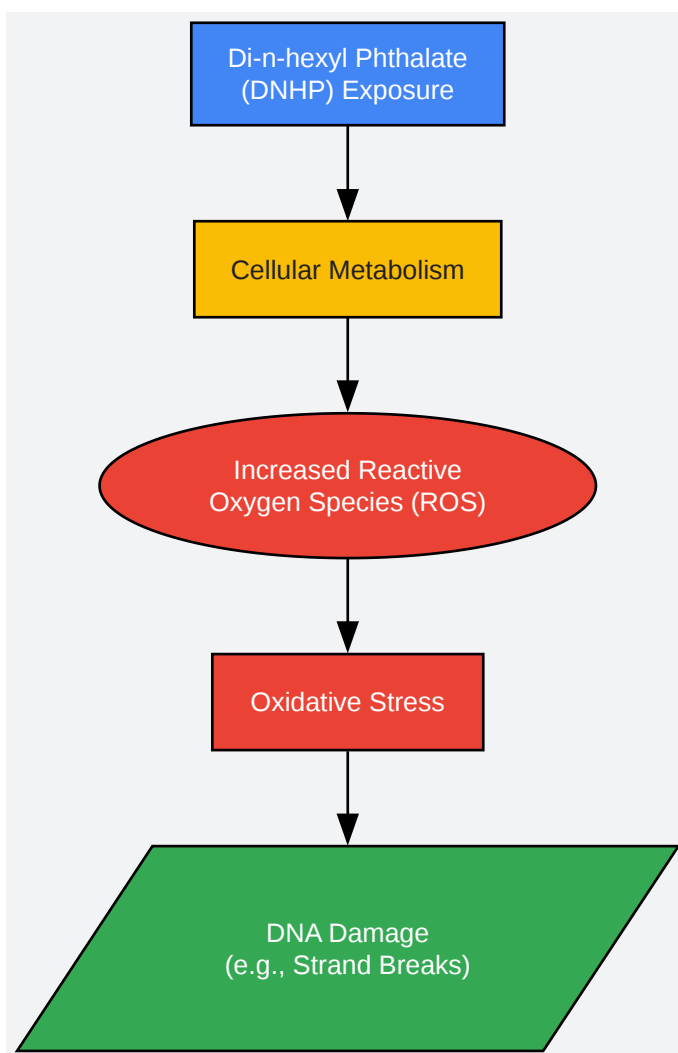 Di-n-hexyl Phthalate
(DNHP) Exposure
Cellular Metabolism
Increased Reactive
Oxygen Species (ROS)
Oxidative Stress
DNA Damage
(e.g., Strand Breaks)